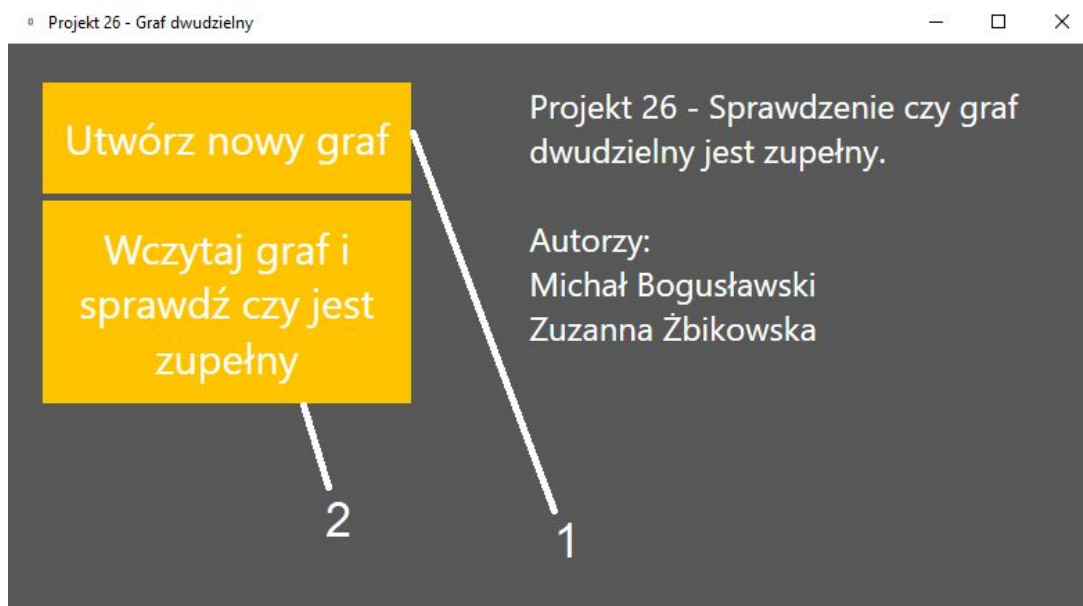 Projekt 26 - Graf dwudzielny
Utwórz nowy graf
Wczytaj graf i
sprawdź czy jest
zupełny
Projekt 26 - Sprawdzenie czy graf
dwudzielny jest zupełny.
Autorzy:
Michał Bogusławski
Zuzanna Żbikowska
2
1